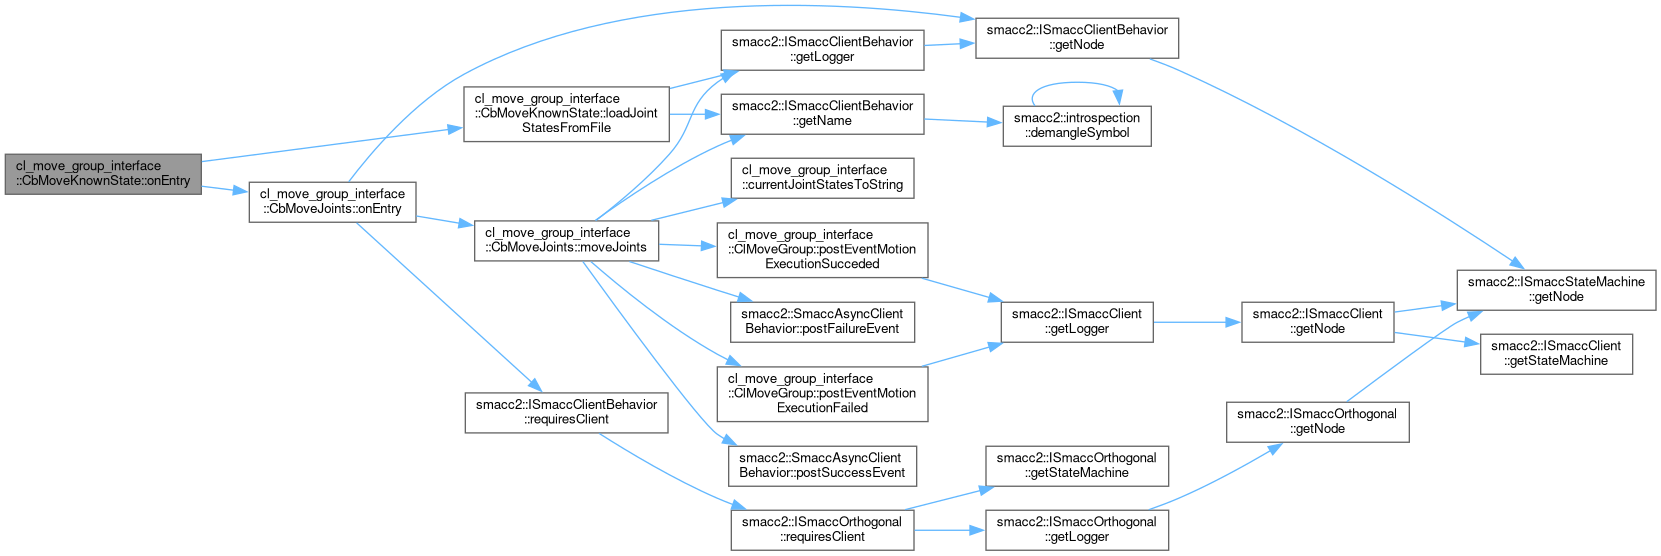 cl_move_group_interface
::CbMoveKnownState::onEntry
cl_move_group_interface
::CbMoveKnownState::loadJoint
StatesFromFile
cl_move_group_interface
::CbMoveJoints::onEntry
cl_move_group_interface
::CbMoveJoints::moveJoints
smacc2::ISmaccClientBehavior
::requiresClient
smacc2::ISmaccClientBehavior
::getLogger
smacc2::ISmaccClientBehavior
::getName
cl_move_group_interface
::currentJointStatesToString
cl_move_group_interface
::ClMoveGroup::postEventMotion
ExecutionSucceded
smacc2::SmaccAsyncClient
Behavior::postFailureEvent
cl_move_group_interface
::ClMoveGroup::postEventMotion
ExecutionFailed
smacc2::SmaccAsyncClient
Behavior::postSuccessEvent
smacc2::ISmaccOrthogonal
::requiresClient
smacc2::ISmaccClientBehavior
::getNode
smacc2::introspection
::demangleSymbol
smacc2::ISmaccClient
::getLogger
smacc2::ISmaccOrthogonal
::getStateMachine
smacc2::ISmaccOrthogonal
::getLogger
smacc2::ISmaccClient
::getNode
smacc2::ISmaccOrthogonal
::getNode
smacc2::ISmaccStateMachine
::getNode
smacc2::ISmaccClient
::getStateMachine